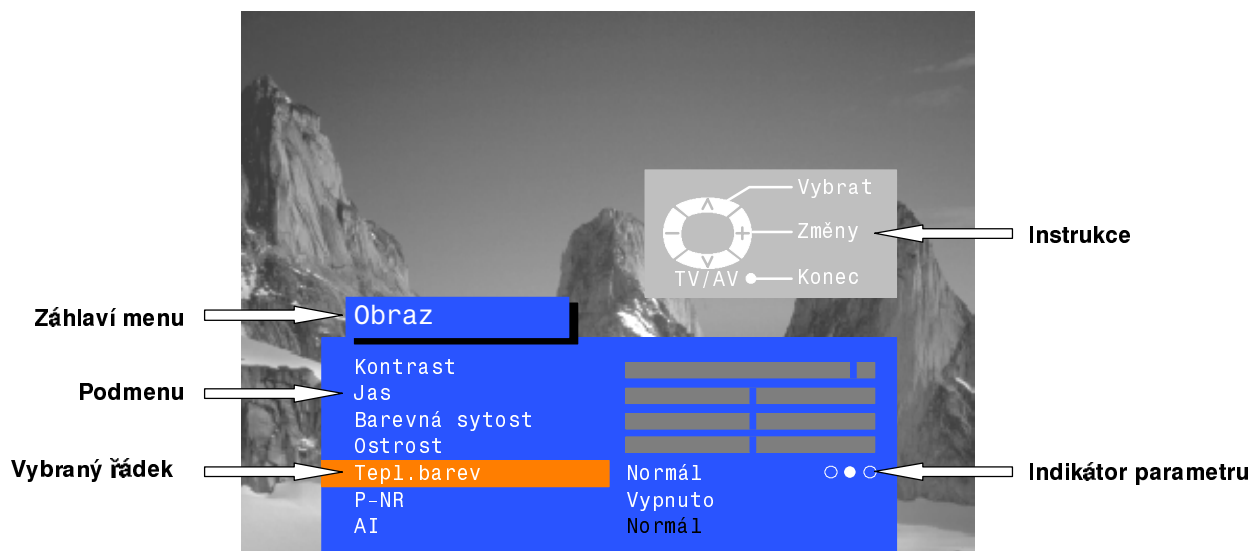 Vybrat
Změny
TV/AV
Konec
Instrukce
Záhlaví menu
Obraz
Kontrast
Podmenu
Jas
Barevná sytost
Ostrost
Vybraný řádek
Tepl.barev
Normál
Indikátor parametru
P-NR
Vypnuto
AI
Normál